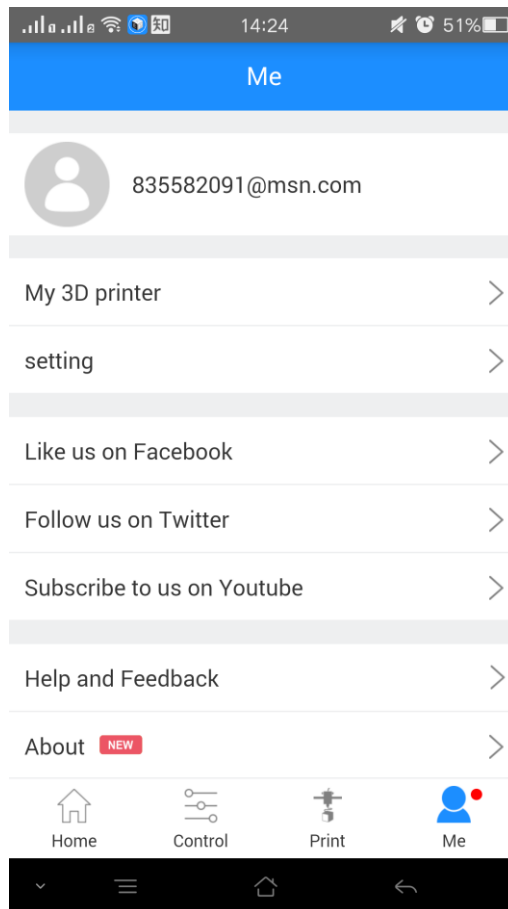 知 14:24 51%
Me
835582091@msn.com
My 3D printer
setting
Like us on Facebook
Follow us on Twitter
Subscribe to us on Youtube
Help and Feedback
About NEW
Home Control Print Me